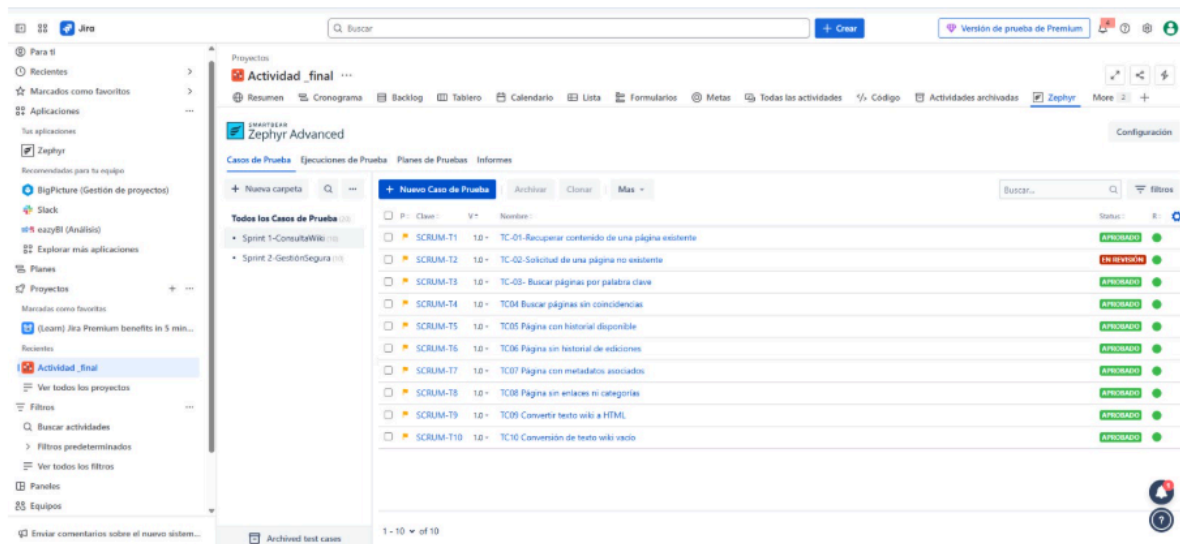 Jira
Buscar
+ Crear
Versión de prueba de Premium
Para ti
Recientes
Marcados como favoritos
Aplicaciones
Tus aplicaciones
Zephyr
Recomendados para tu equipo
BigPicture (Gestión de proyectos)
Slack
eazyBI (Análisis)
Explorar más aplicaciones
Planes
Proyectos
Marcados como favoritos
(Learn) Jira Premium benefits in 5 min...
Recientes
Actividad _final
Ver todos los proyectos
Filtros
Buscar actividades
Filtros predeterminados
Ver todos los filtros
Paneles
Equipos
Enviar comentarios sobre el nuevo sistem...
Proyectos
Actividad _final ...
Resumen Cronograma Backlog Tablero Calendario Lista Formularios Metas Todas las actividades Código Actividades archivadas Zephyr More 2 +
SMARTBEAR
Zephyr Advanced
Configuración
Casos de Prueba Ejecuciones de Prueba Planes de Pruebas Informes
+ Nueva carpeta
+ Nuevo Caso de Prueba Archivar Clonar Mas
Buscar... filtros
Todos los Casos de Prueba (20)
Sprint 1-ConsultaWiki (10)
Sprint 2-GestiónSegura (10)
P Clave V Nombre Status R
SCRUM-T1 1.0 TC-01-Recuperar contenido de una página existente APROBADO
SCRUM-T2 1.0 TC-02-Solicitud de una página no existente EN REVISIÓN
SCRUM-T3 1.0 TC-03- Buscar páginas por palabra clave APROBADO
SCRUM-T4 1.0 TC04 Buscar páginas sin coincidencias APROBADO
SCRUM-T5 1.0 TC05 Página con historial disponible APROBADO
SCRUM-T6 1.0 TC06 Página sin historial de ediciones APROBADO
SCRUM-T7 1.0 TC07 Página con metadatos asociados APROBADO
SCRUM-T8 1.0 TC08 Página sin enlaces ni categorías APROBADO
SCRUM-T9 1.0 TC09 Convertir texto wiki a HTML APROBADO
SCRUM-T10 1.0 TC10 Conversión de texto wiki vacío APROBADO
Archived test cases
1 - 10 of 10